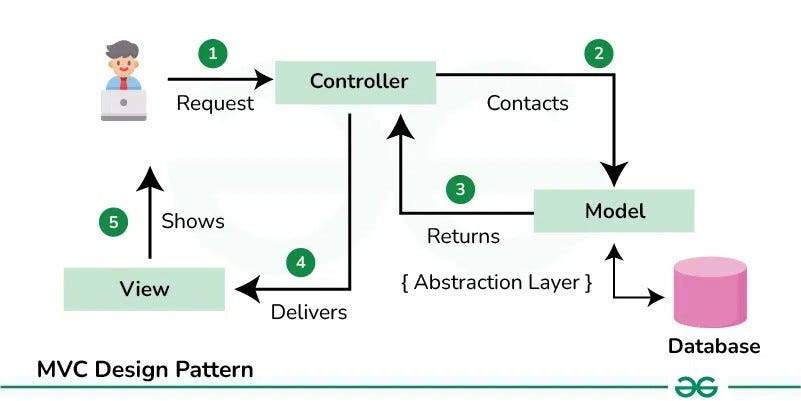 1
2
Controller
Request
Contacts
3
Model
5
Shows
Returns
4
{ Abstraction Layer }
View
Delivers
Database
MVC Design Pattern